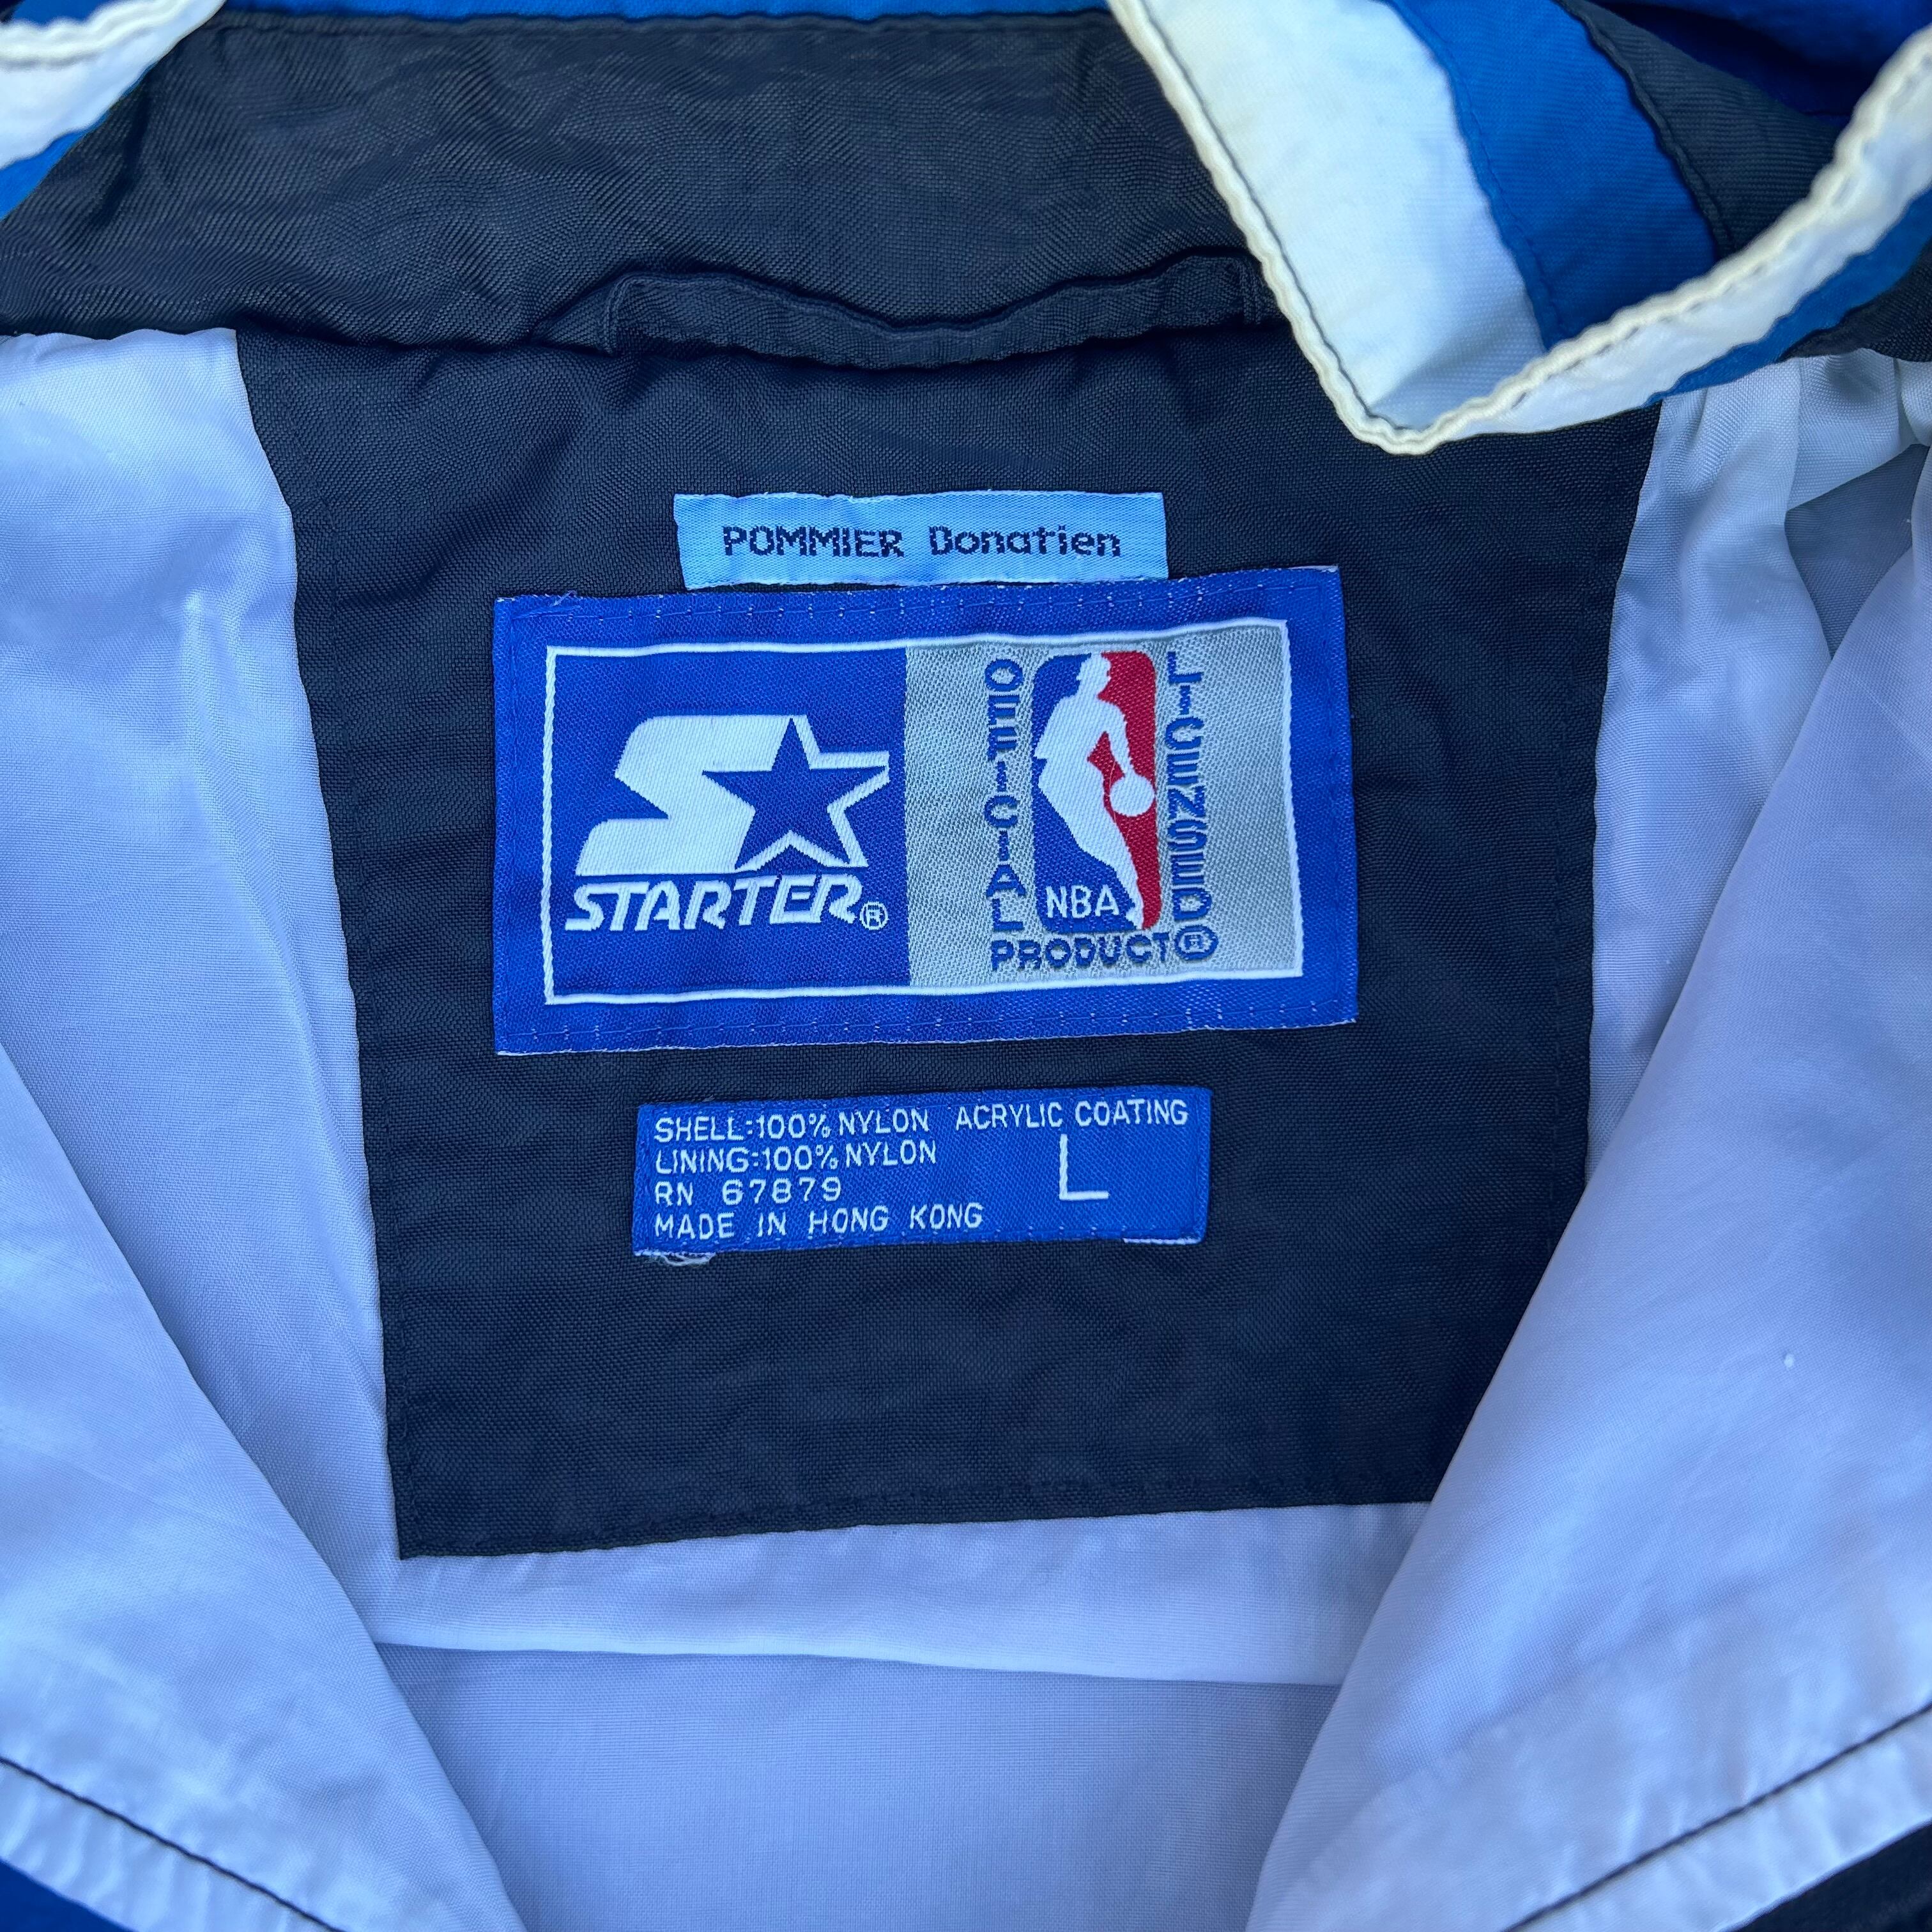 POMMIER Donatien
STARTER®
OFFICIAL
LICENSED
NBA
PRODUCT®
SHELL:100% NYLON ACRYLIC COATING
LINING:100% NYLON
L
RN 67879
MADE IN HONG KONG